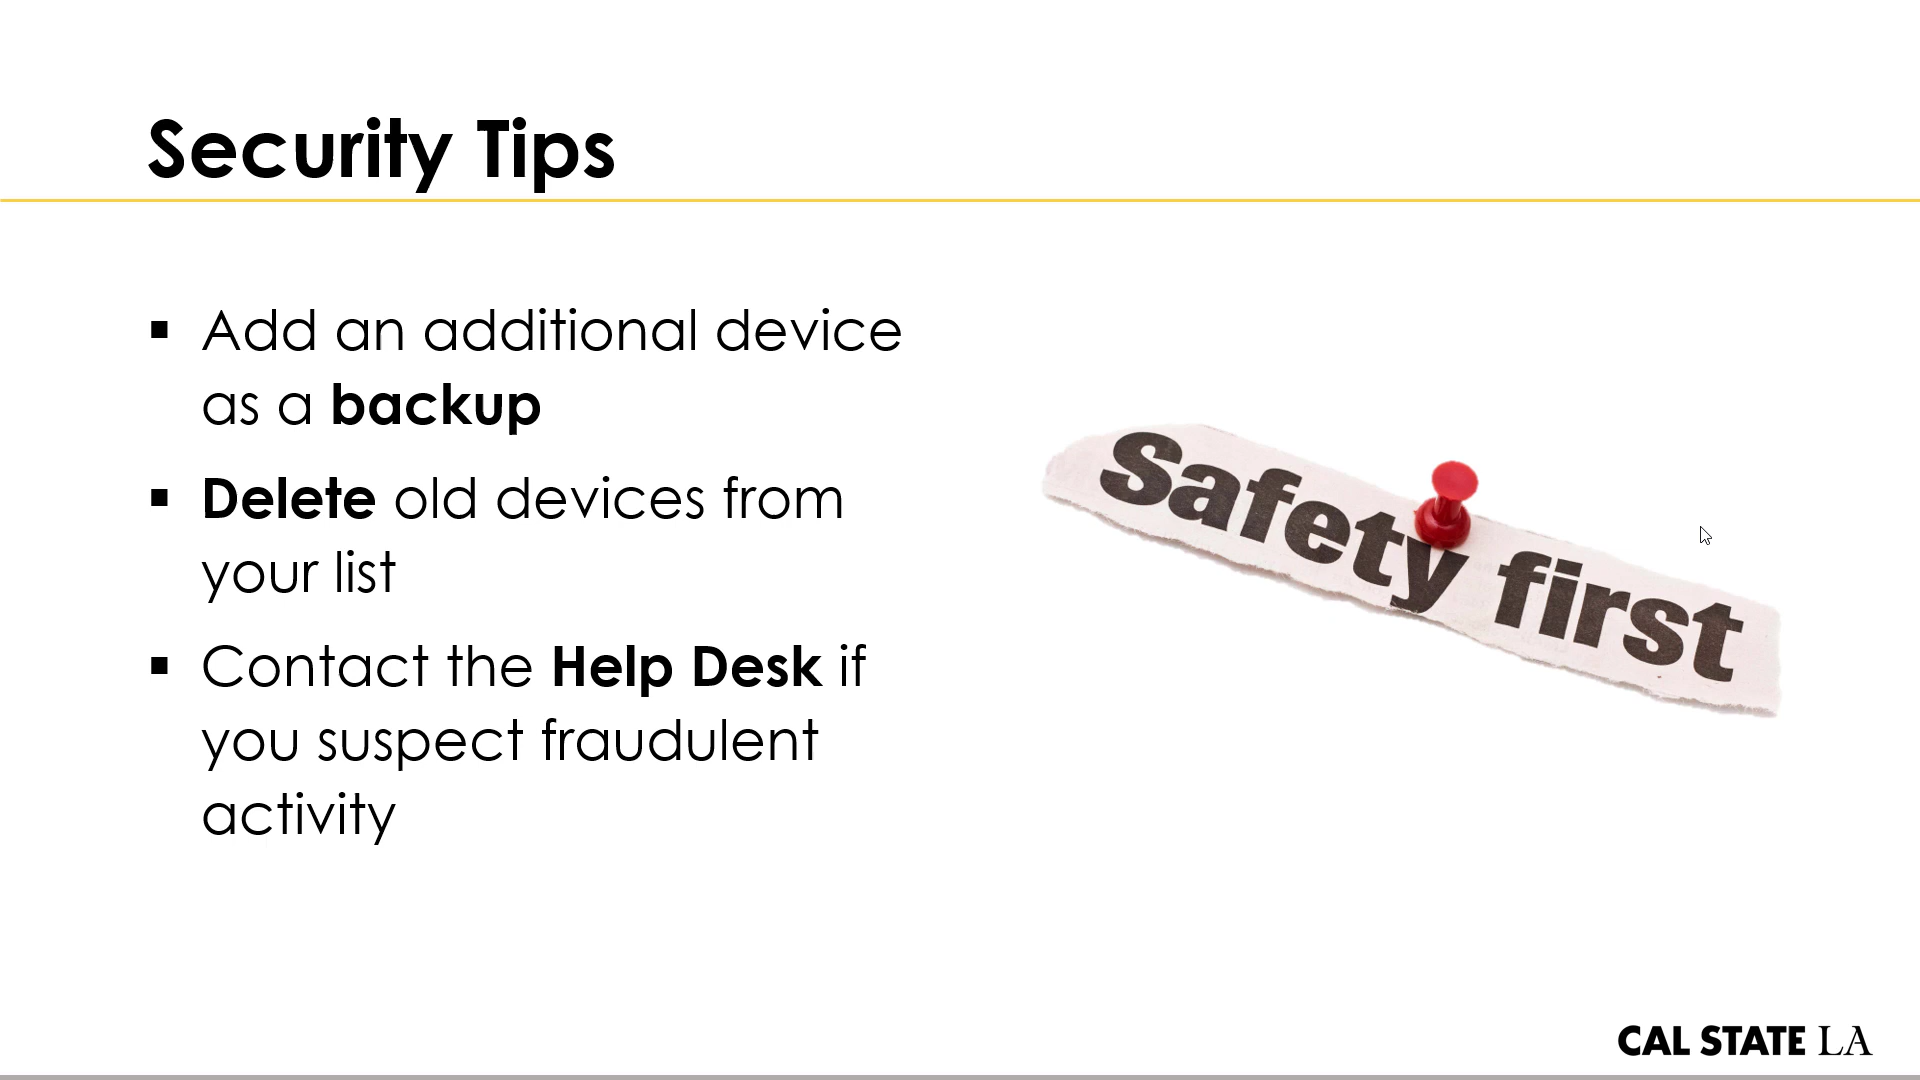 Security Tips
▪ Add an additional device
as a backup
▪ Delete old devices from
your list
▪ Contact the Help Desk if
you suspect fraudulent
activity
Safety first
CAL STATE LA